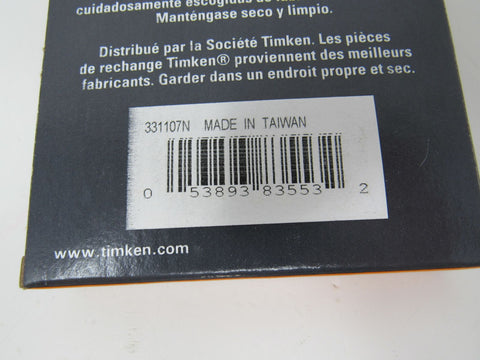 cuidadosamente escogidas de
Manténgase seco y limpio.
Distribué par la Société Timken. Les pièces
de rechange Timken® proviennent des meilleurs
fabricants. Garder dans un endroit propre et sec.
331107N MADE IN TAIWAN
0 53893 83553 2
www.timken.com